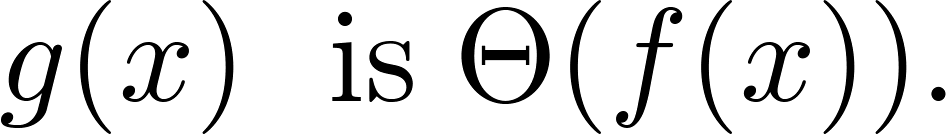 g(x) is Θ(f(x)).